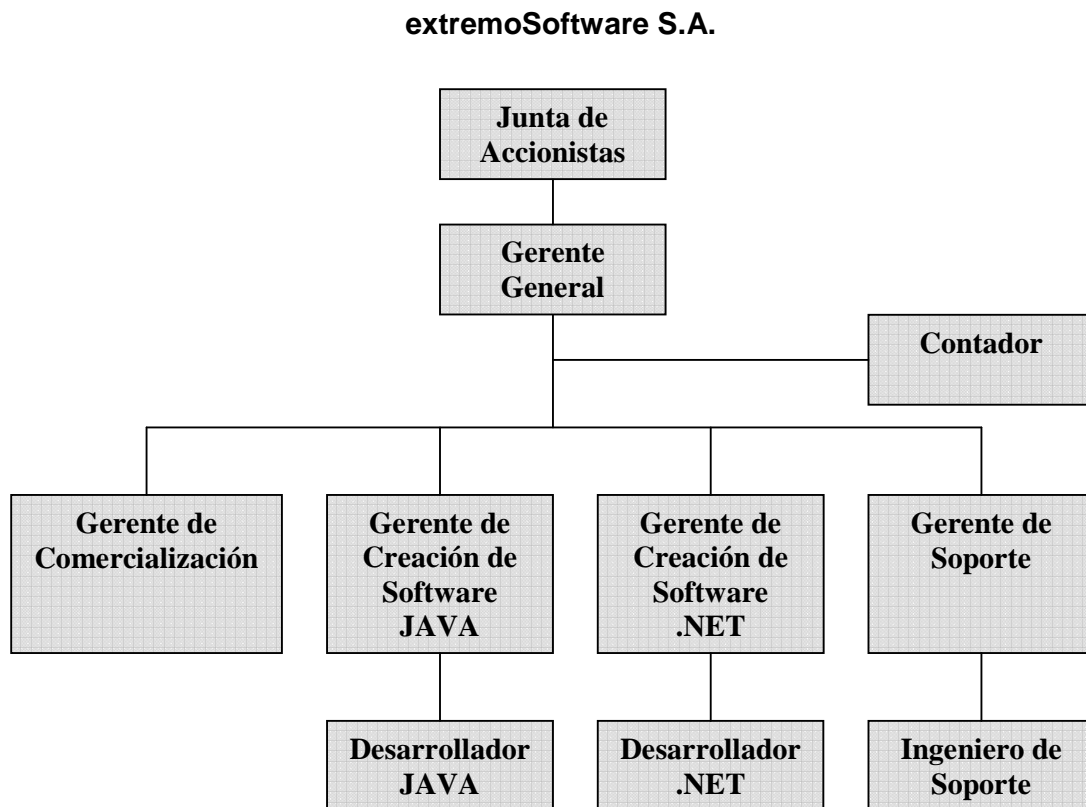 extremoSoftware S.A.
Junta de
Accionistas
Gerente
General
Contador
Gerente de
Comercialización
Gerente de
Creación de
Software
JAVA
Gerente de
Creación de
Software
.NET
Gerente de
Soporte
Desarrollador
JAVA
Desarrollador
.NET
Ingeniero de
Soporte